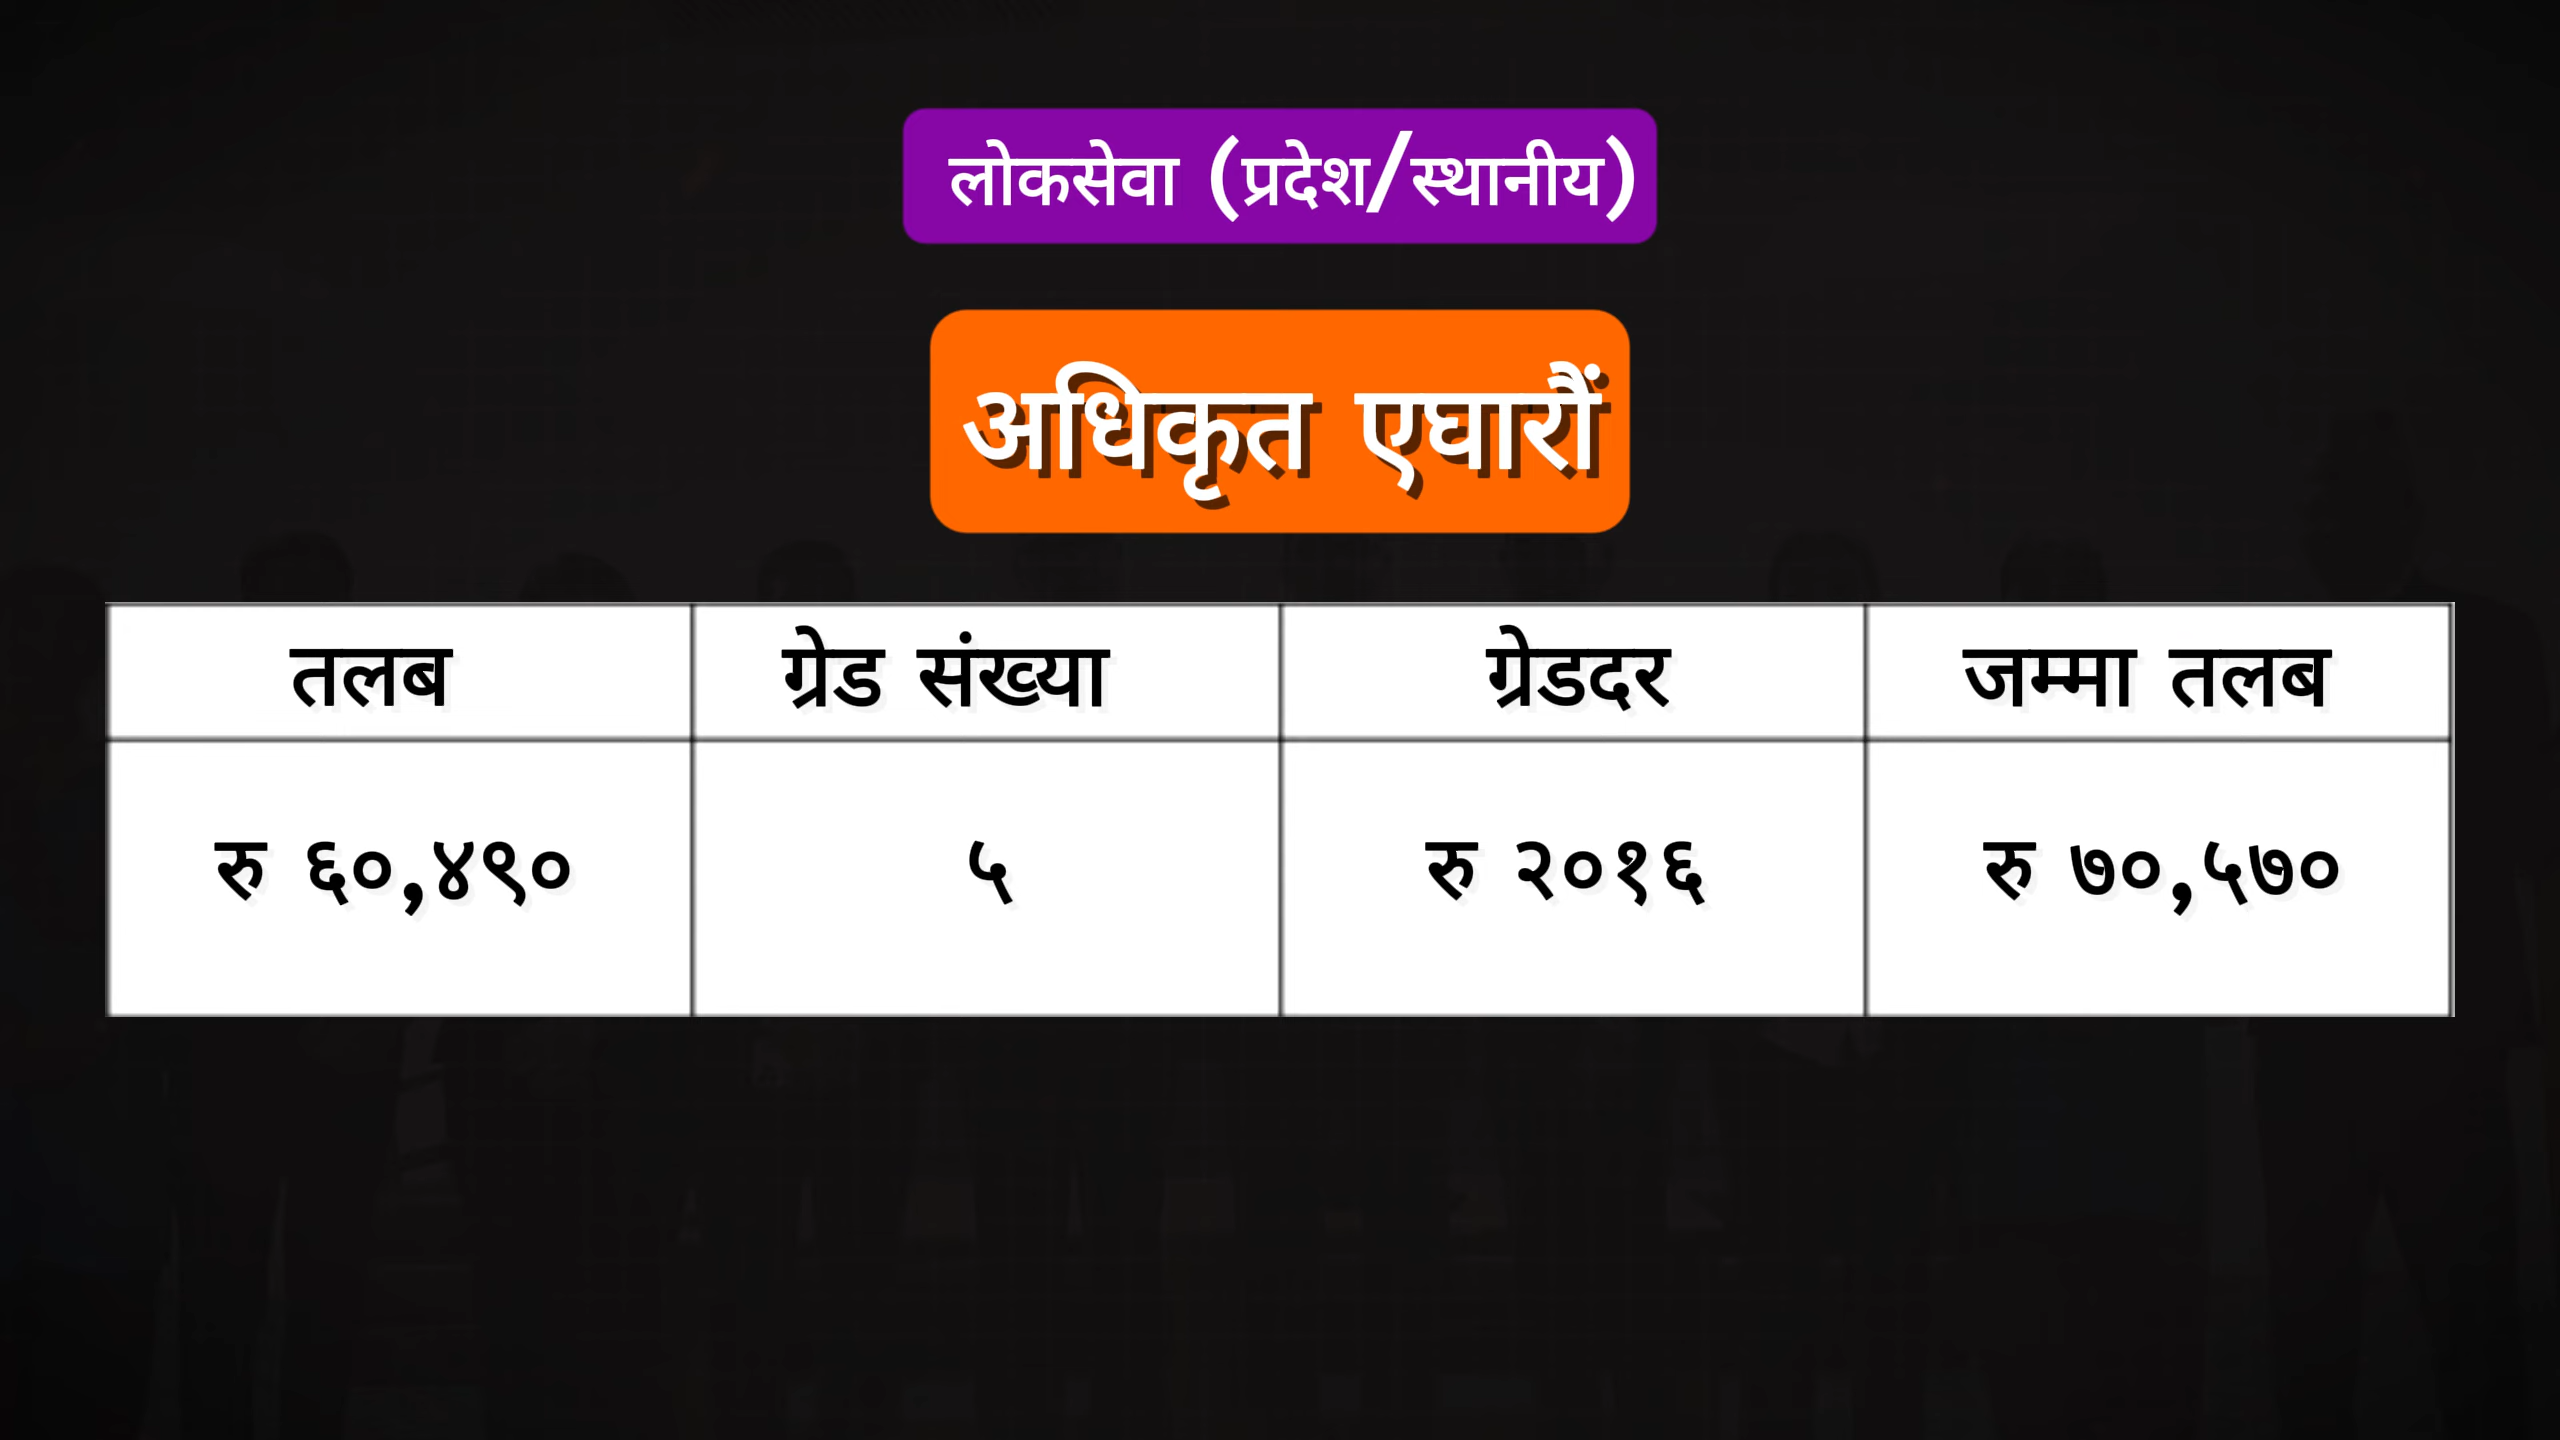 लोकसेवा (प्रदेश/स्थानीय)
अधिकृत एघारौं
तलब ग्रेड संख्या ग्रेडदर जम्मा तलब
रु ६०,४९० ५ रु २०१६ रु ७०,५७०